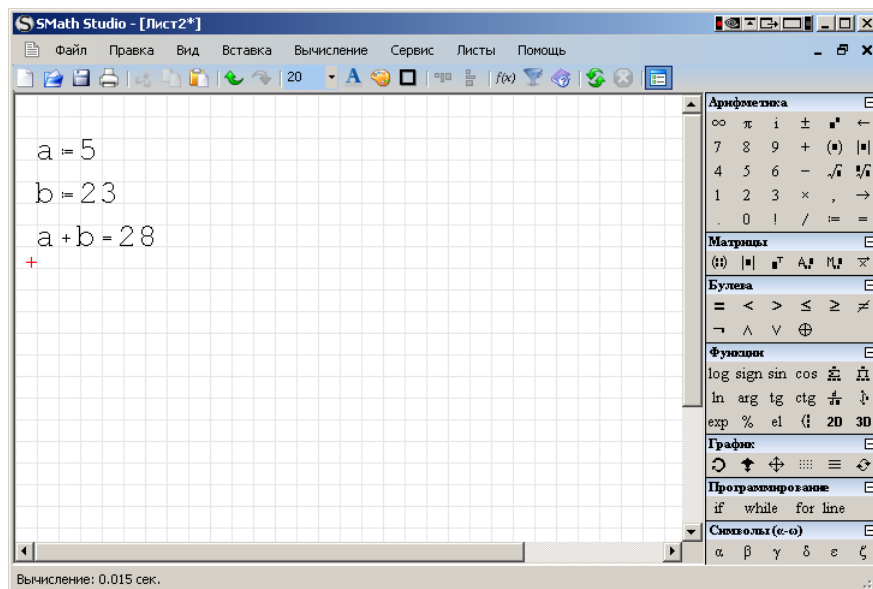 SMath Studio - [Лист2*]
Файл Правка Вид Вставка Вычисление Сервис Листы Помощь
20 A f(x)
a := 5
b := 23
a + b = 28
Арифметика
∞ π i ± ←
7 8 9 + (▪) |▪|
4 5 6 −
1 2 3 × , →
. 0 ! / := =
Матрицы
Булева
= < > ≤ ≥ ≠
¬ ∧ ∨ ⊕
Функции
log sign sin cos
ln arg tg ctg
exp % el 2D 3D
График
Программирование
if while for line
Символы (α-ω)
α β γ δ ε ζ
Вычисление: 0.015 сек.